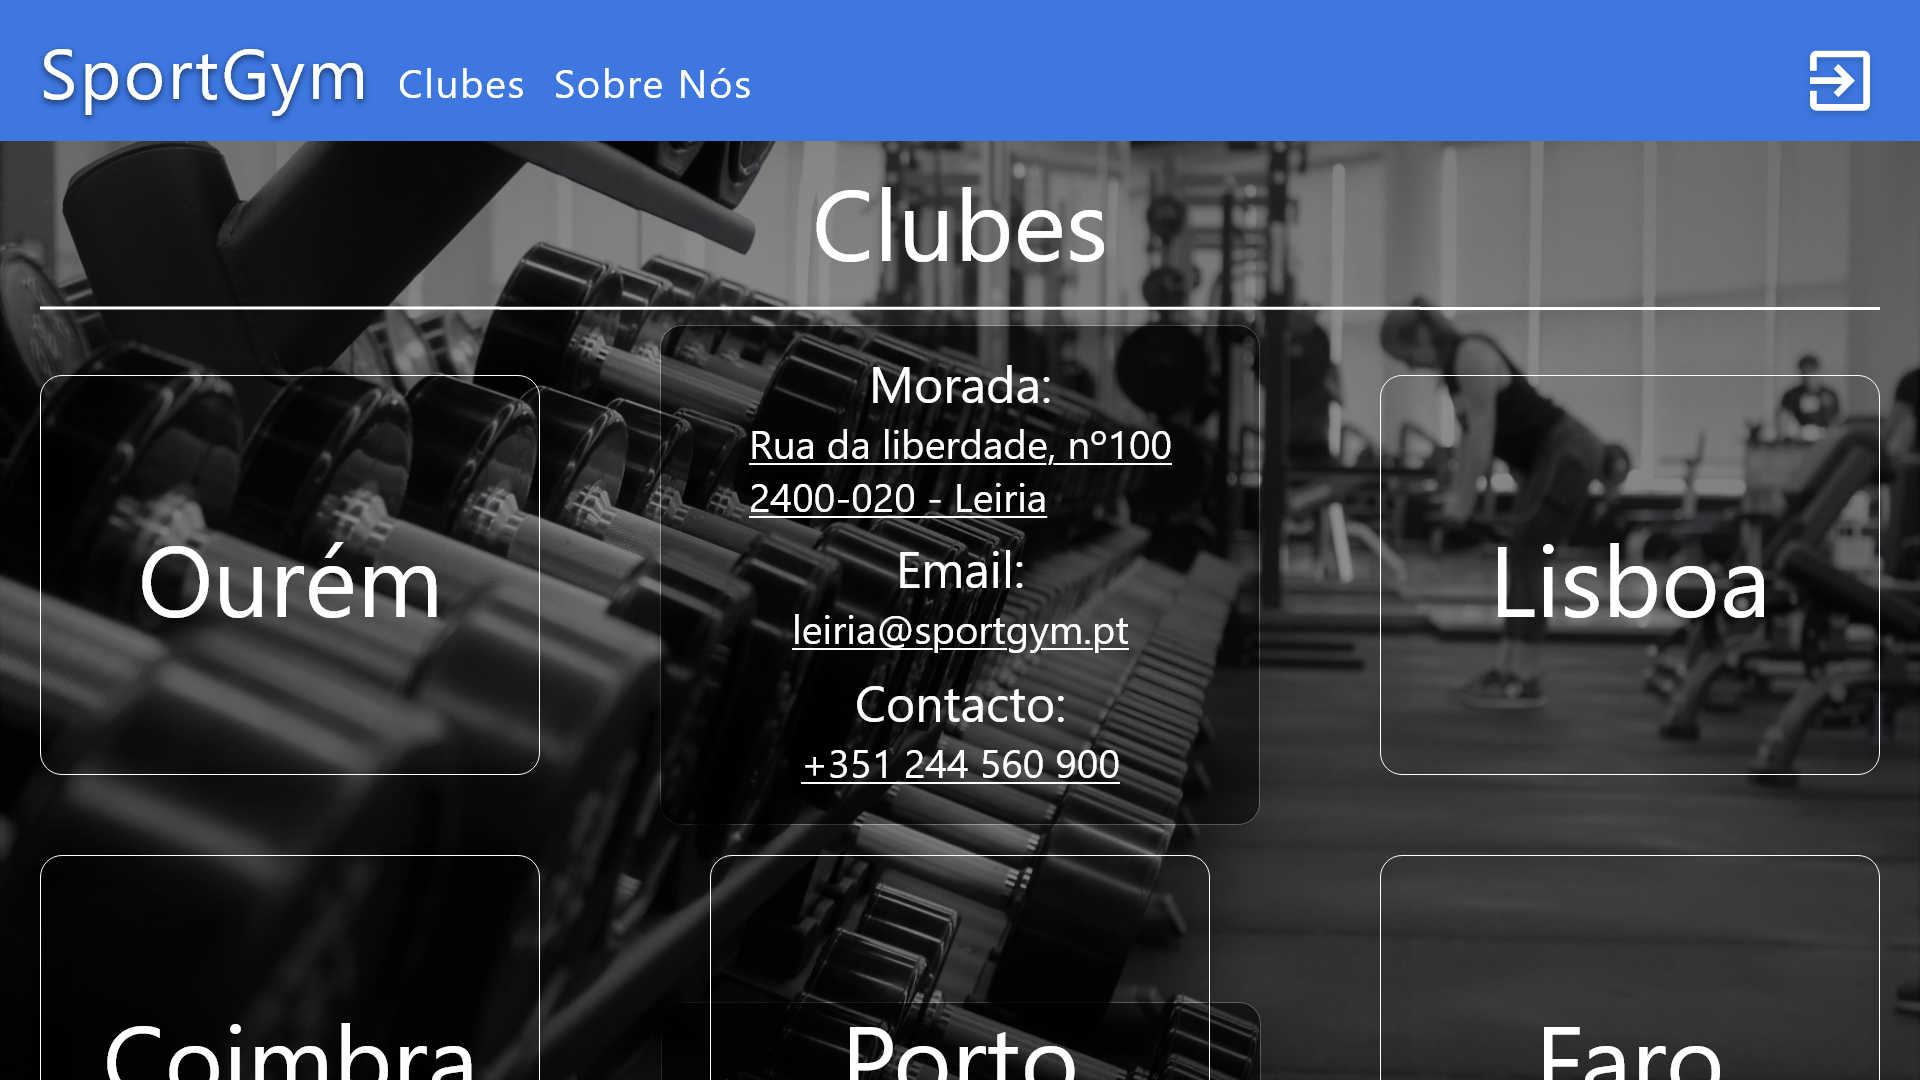 SportGym Clubes Sobre Nós
Clubes
Ourém
Morada:
Rua da liberdade, nº100
2400-020 - Leiria
Email:
leiria@sportgym.pt
Contacto:
+351 244 560 900
Lisboa
Coimbra
Porto
Faro